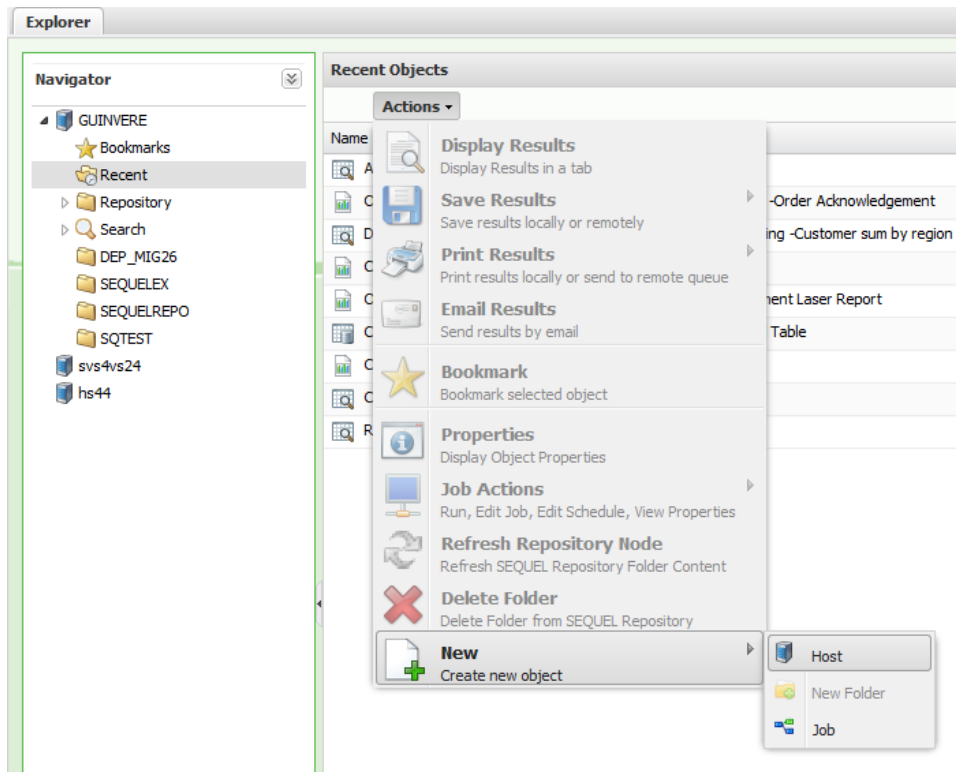 Explorer
Navigator
GUINVERE
Bookmarks
Recent
Repository
Search
DEP_MIG26
SEQUELEX
SEQUELREPO
SQTEST
svs4vs24
hs44
Recent Objects
Actions
Name
Display Results
Display Results in a tab
Save Results
Save results locally or remotely
Print Results
Print results locally or send to remote queue
Email Results
Send results by email
Bookmark
Bookmark selected object
Properties
Display Object Properties
Job Actions
Run, Edit Job, Edit Schedule, View Properties
Refresh Repository Node
Refresh SEQUEL Repository Folder Content
Delete Folder
Delete Folder from SEQUEL Repository
New
Create new object
Host
New Folder
Job
-Order Acknowledgement
-Customer sum by region
Laser Report
Table